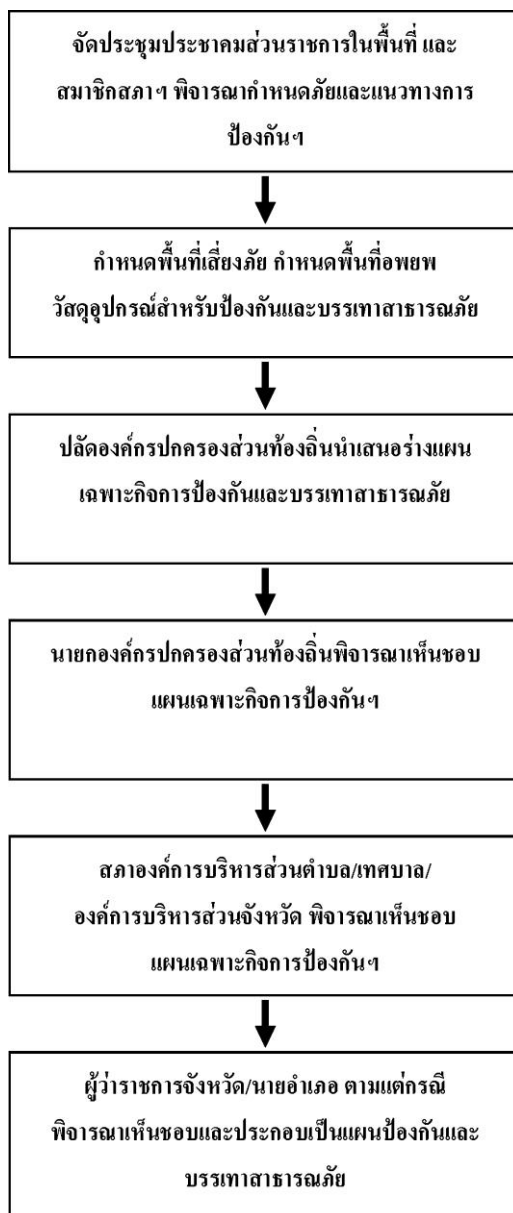 จัดประชุมประชาคมส่วนราชการในพื้นที่ และ
สมาชิกสภาฯ พิจารณากำหนดภัยและแนวทางการ
ป้องกันฯ
กำหนดพื้นที่เสี่ยงภัย กำหนดพื้นที่อพยพ
วัสดุอุปกรณ์สำหรับป้องกันและบรรเทาสาธารณภัย
ปลัดองค์กรปกครองส่วนท้องถิ่นนำเสนอร่างแผน
เฉพาะกิจการป้องกันและบรรเทาสาธารณภัย
นายกองค์กรปกครองส่วนท้องถิ่นพิจารณาเห็นชอบ
แผนเฉพาะกิจการป้องกันฯ
สภาองค์การบริหารส่วนตำบล/เทศบาล/
องค์การบริหารส่วนจังหวัด พิจารณาเห็นชอบ
แผนเฉพาะกิจการป้องกันฯ
ผู้ว่าราชการจังหวัด/นายอำเภอ ตามแต่กรณี
พิจารณาเห็นชอบและประกอบเป็นแผนป้องกันและ
บรรเทาสาธารณภัย